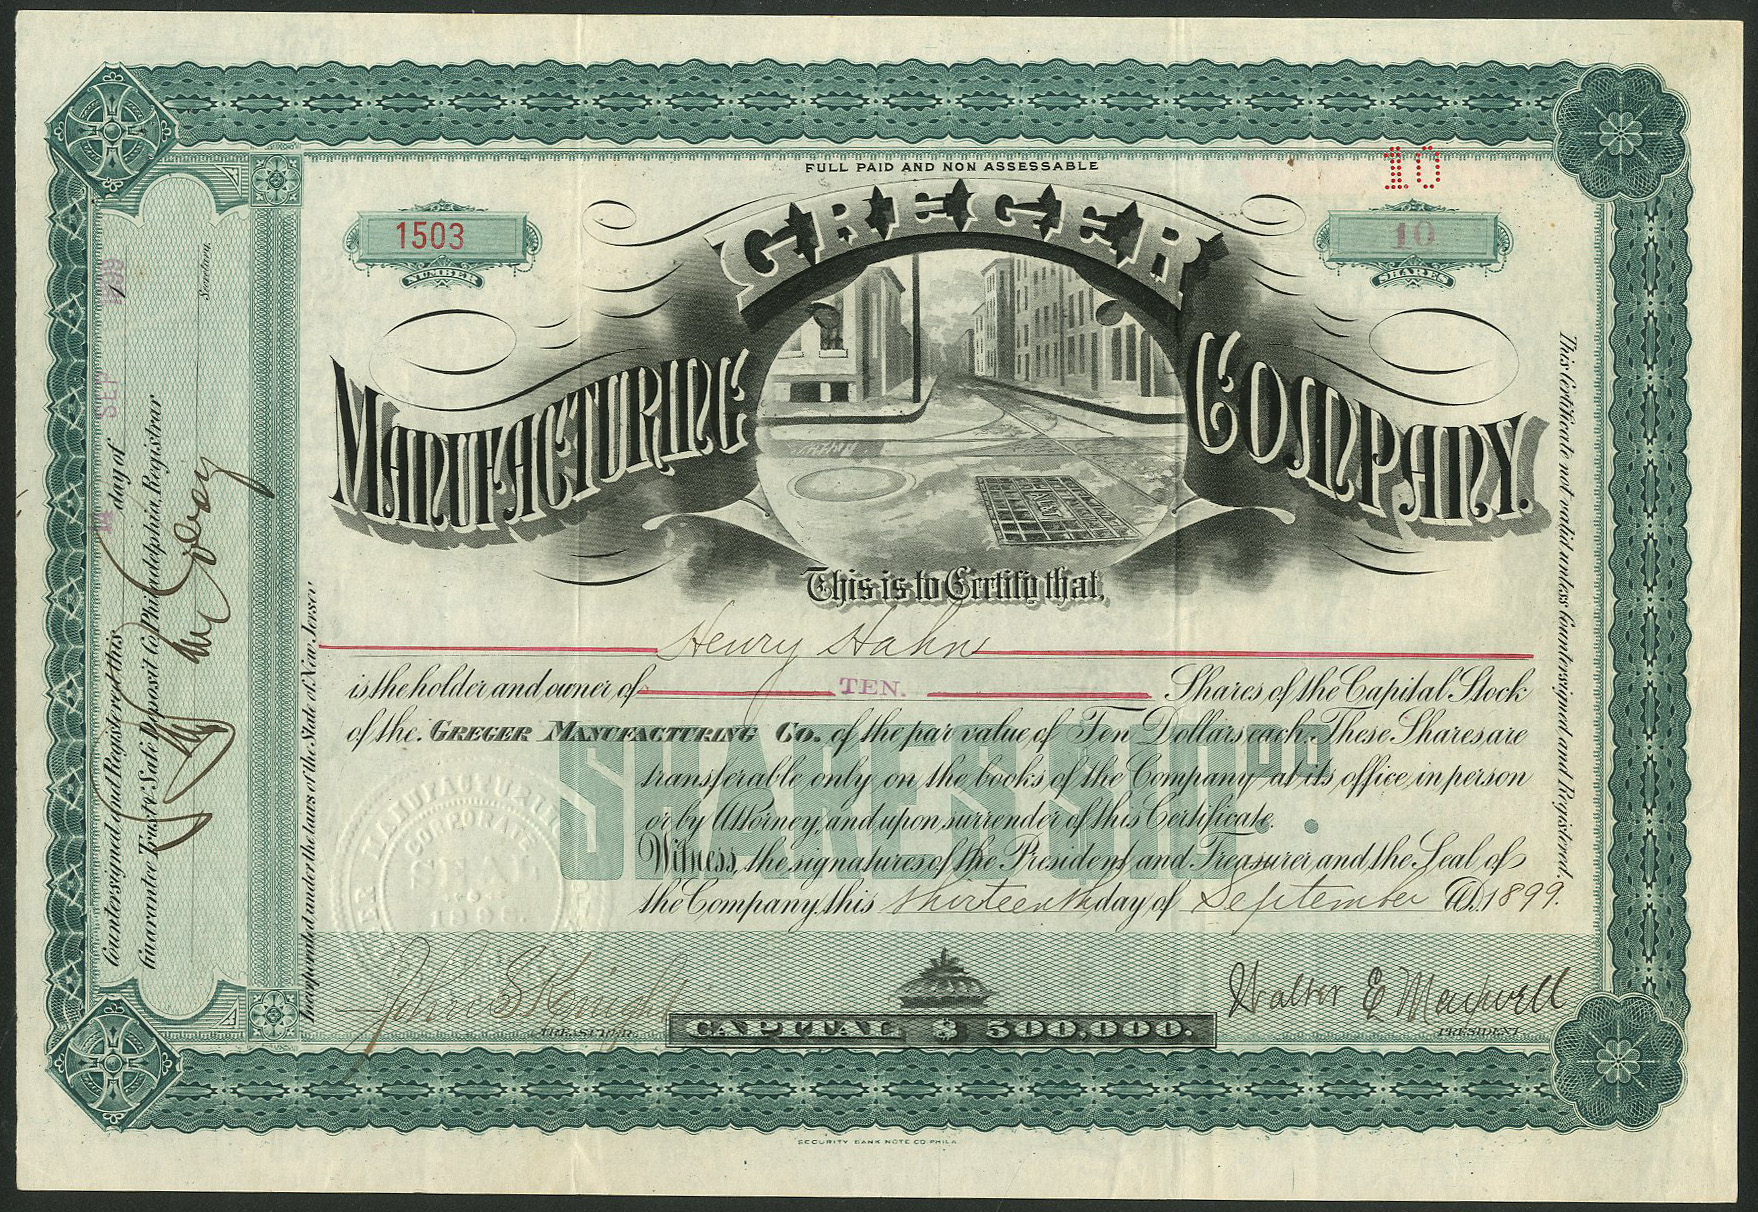 FULL PAID AND NON ASSESSABLE
10
1503
NUMBER
10
SHARES
GREGER
MANUFACTURING COMPANY.
This is to Certify that,
Henry Hahn
is the holder and owner of TEN. Shares of the Capital Stock
of the GREGER MANUFACTURING CO. of the par value of Ten Dollars each. These Shares are
transferable only on the books of the Company at its office in person
or by Attorney, and upon surrender of this Certificate.
Witness, the signatures of the President and Treasurer and the Seal of
the Company, this thirteenth day of September A.D. 1899.
SHARES $10.00
MANUFACTURING
CORPORATE
SEAL
John S Knight
TREASURER
CAPITAL $500,000.
Walter E Maxwell
PRESIDENT
SECURITY BANK NOTE CO. PHILA.
Countersigned and Registered this 14 day of SEP 1899
Guarantee Trust & Safe Deposit Co. Philadelphia, Registrar
Secretary
Incorporated under the laws of the State of New Jersey
This Certificate not valid unless Countersigned and Registered.